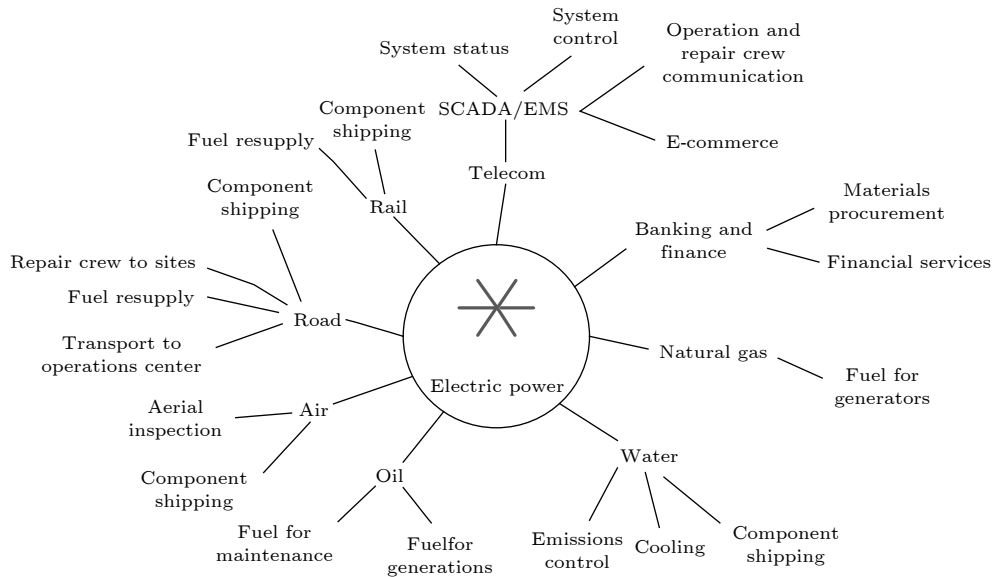 System
control
System status
Operation and
repair crew
communication
Component
shipping
SCADA/EMS
Fuel resupply
E-commerce
Telecom
Component
shipping
Rail
Materials
procurement
Banking and
finance
Financial services
Repair crew to sites
Fuel resupply
Road
Transport to
operations center
Natural gas
Electric power
Fuel for
generators
Aerial
inspection
Air
Water
Oil
Component
shipping
Fuel for
maintenance
Fuelfor
generations
Emissions
control
Cooling
Component
shipping